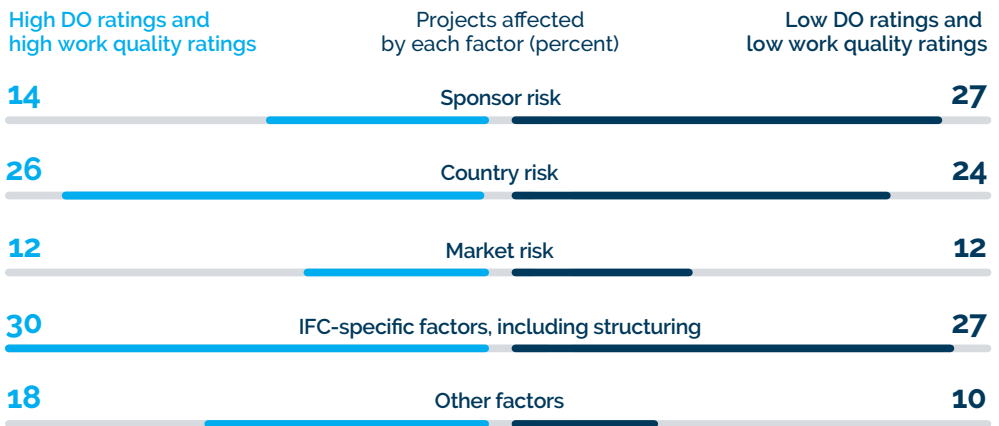 High DO ratings and
high work quality ratings
Projects affected
by each factor (percent)
Low DO ratings and
low work quality ratings
14 Sponsor risk 27
26 Country risk 24
12 Market risk 12
30 IFC-specific factors, including structuring 27
18 Other factors 10